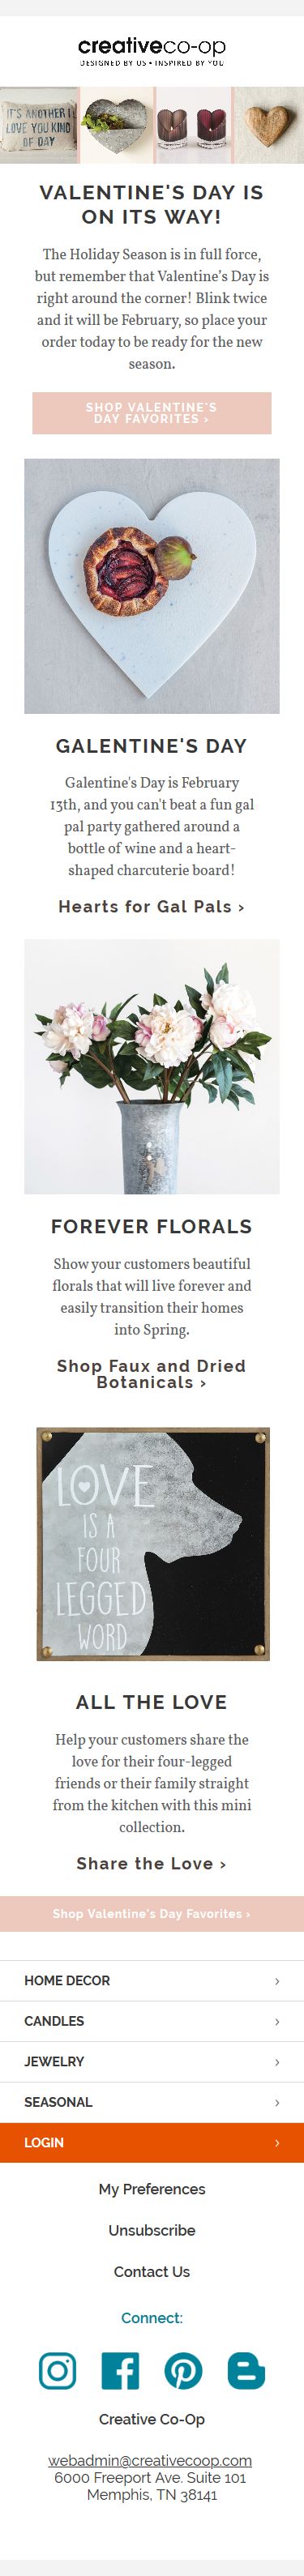 creativeco-op
DESIGNED BY US • INSPIRED BY YOU
IT'S ANOTHER I
LOVE YOU KIND
OF DAY
VALENTINE'S DAY IS
ON ITS WAY!
The Holiday Season is in full force,
but remember that Valentine's Day is
right around the corner! Blink twice
and it will be February, so place your
order today to be ready for the new
season.
SHOP VALENTINE'S
DAY FAVORITES ›
GALENTINE'S DAY
Galentine's Day is February
13th, and you can't beat a fun gal
pal party gathered around a
bottle of wine and a heart-
shaped charcuterie board!
Hearts for Gal Pals ›
FOREVER FLORALS
Show your customers beautiful
florals that will live forever and
easily transition their homes
into Spring.
Shop Faux and Dried
Botanicals ›
LOVE
IS A
FOUR
LEGGED
WORD
ALL THE LOVE
Help your customers share the
love for their four-legged
friends or their family straight
from the kitchen with this mini
collection.
Share the Love ›
Shop Valentine's Day Favorites ›
HOME DECOR ›
CANDLES ›
JEWELRY ›
SEASONAL ›
LOGIN ›
My Preferences
Unsubscribe
Contact Us
Connect:
Creative Co-Op
webadmin@creativecoop.com
6000 Freeport Ave. Suite 101
Memphis, TN 38141